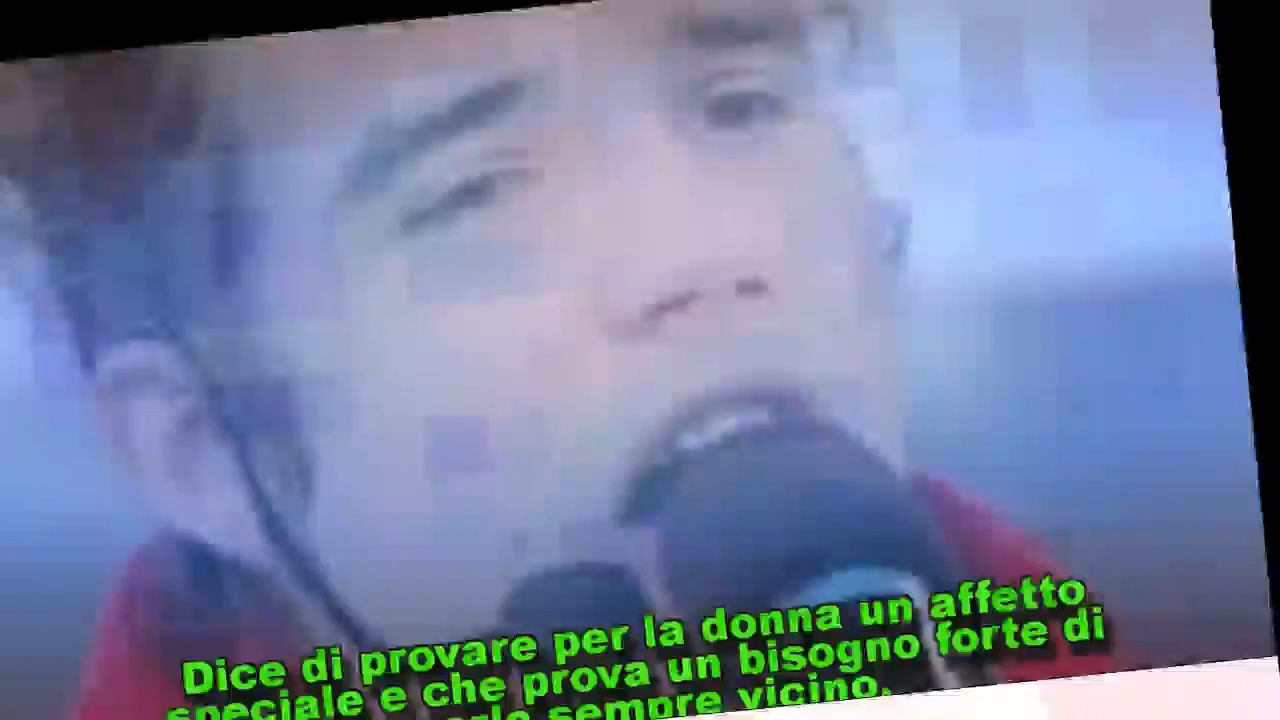 Dice di provare per la donna un affetto
speciale e che prova un bisogno forte di
sempre vicino.